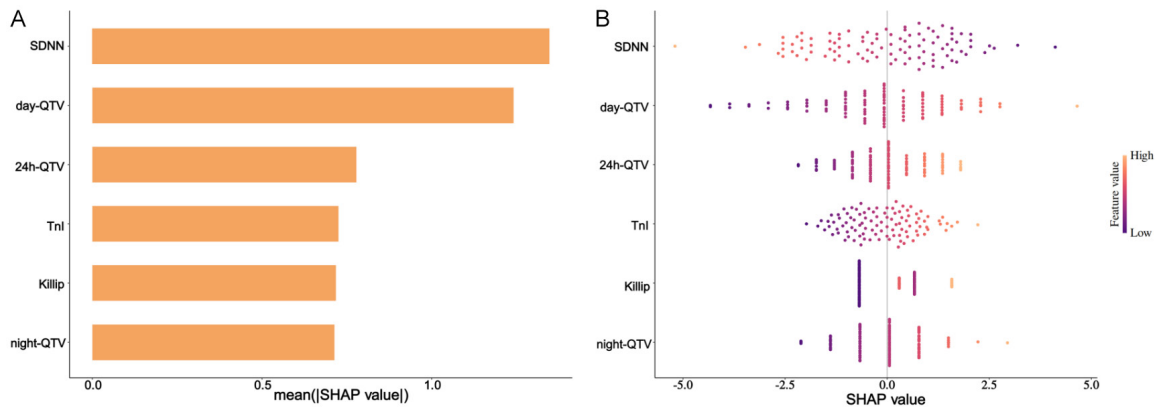 A
SDNN
day-QTV
24h-QTV
TnI
Killip
night-QTV
0.0 0.5 1.0
mean(|SHAP value|)
B
SDNN
day-QTV
24h-QTV
TnI
Killip
night-QTV
-5.0 -2.5 0.0 2.5 5.0
SHAP value
High
Feature value
Low